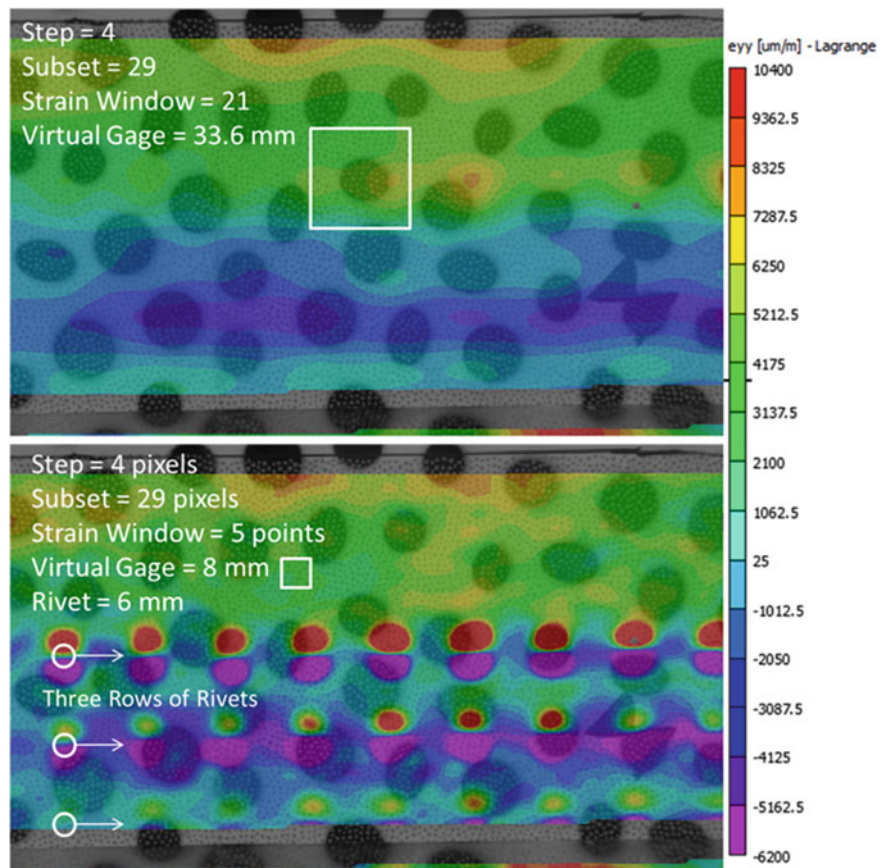 Step = 4
Subset = 29
Strain Window = 21
Virtual Gage = 33.6 mm
Step = 4 pixels
Subset = 29 pixels
Strain Window = 5 points
Virtual Gage = 8 mm
Rivet = 6 mm
Three Rows of Rivets
eyy [um/m] - Lagrange
10400
9362.5
8325
7287.5
6250
5212.5
4175
3137.5
2100
1062.5
25
-1012.5
-2050
-3087.5
-4125
-5162.5
-6200